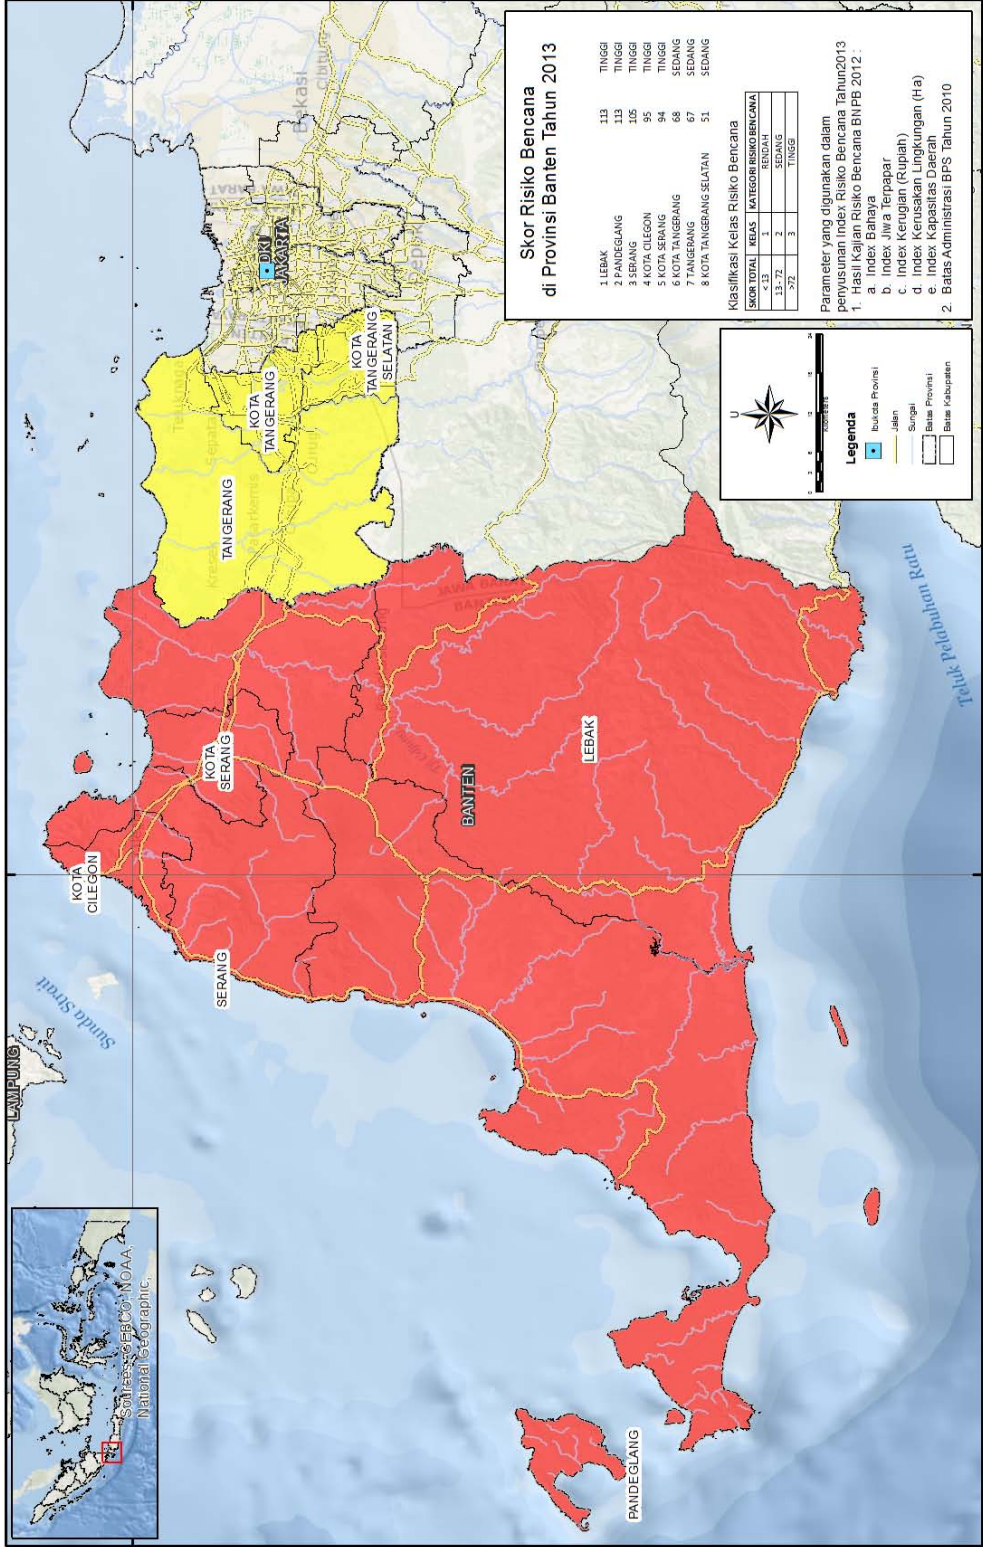 Skor Risiko Bencana
di Provinsi Banten Tahun 2013
1 LEBAK 113 TINGGI
2 PANDEGLANG 113 TINGGI
3 SERANG 105 TINGGI
4 KOTA CILEGON 95 TINGGI
5 KOTA SERANG 94 TINGGI
6 KOTA TANGERANG 68 SEDANG
7 TANGERANG 67 SEDANG
8 KOTA TANGERANG SELATAN 51 SEDANG
Klasifikasi Kelas Risiko Bencana
SKOR TOTAL KELAS KATEGORI RISIKO BENCANA
< 13 1 RENDAH
13 - 72 2 SEDANG
>72 3 TINGGI
Parameter yang digunakan dalam
penyusunan Index Risiko Bencana Tahun2013
1. Hasil Kajian Risiko Bencana BNPB 2012 :
a. Index Bahaya
b. Index Jiwa Terpapar
c. Index Kerugian (Rupiah)
d. Index Kerusakan Lingkungan (Ha)
e. Index Kapasitas Daerah
2. Batas Administrasi BPS Tahun 2010
U
Kilometers
Legenda
Ibukota Provinsi
Jalan
Sungai
Batas Provinsi
Batas Kabupaten
Sources: GEBCO, NOAA,
National Geographic,
LAMPUNG
Sunda Strait
KOTA
CILEGON
SERANG
KOTA
SERANG
TANGERANG
KOTA
TANGERANG
KOTA
TANGERANG
SELATAN
DKI
JAKARTA
Bekasi
Cibitung
BANTEN
LEBAK
PANDEGLANG
Teluk Pelabuhan Ratu